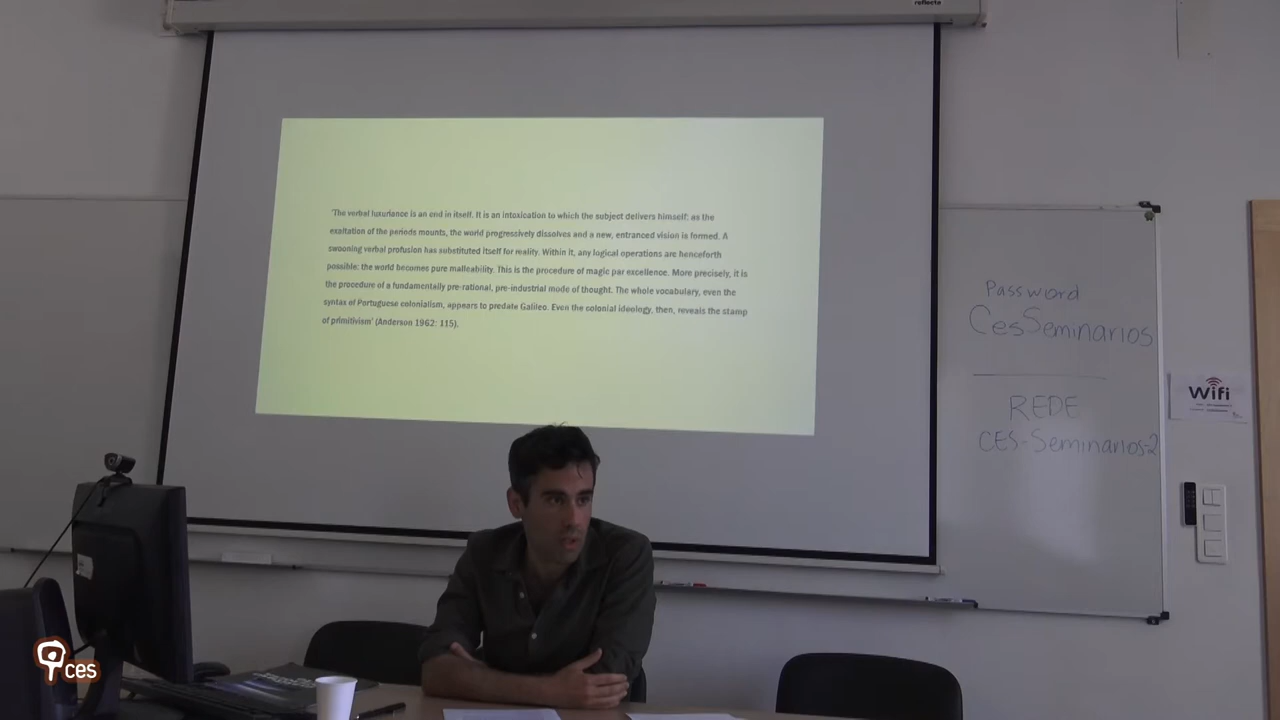 reflecta
'The verbal luxuriance is an end in itself. It is an intoxication to which the subject delivers himself: as the
exaltation of the periods mounts, the world progressively dissolves and a new, entranced vision is formed. A
swooning verbal profusion has substituted itself for reality. Within it, any logical operations are henceforth
possible: the world becomes pure malleability. This is the procedure of magic par excellence. More precisely, it is
the procedure of a fundamentally pre-rational, pre-industrial mode of thought. The whole vocabulary, even the
syntax of Portuguese colonialism, appears to predate Galileo. Even the colonial ideology, then, reveals the stamp
of primitivism' (Anderson 1962: 115).
Password
CesSeminarios
REDE
CES-Seminarios-2
Wifi
ces